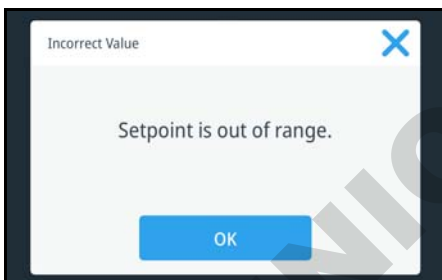 Incorrect Value
Setpoint is out of range.
OK